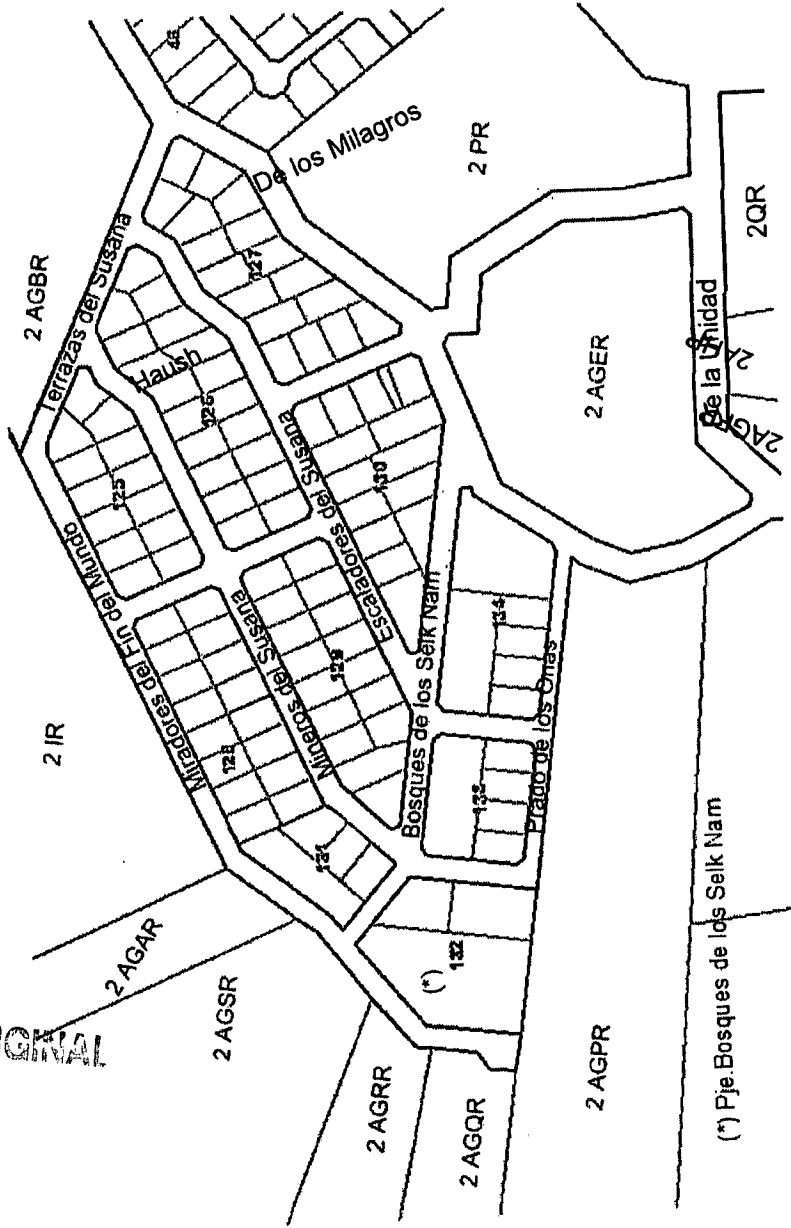 46
2 AGBR
Terrazas del Susana
De los Milagros
127
2 PR
Haush
126
125
2 IR
Miradores del Fin del Mundo
Escaladores del Susana
130
2 AGER
De la Unidad
2QR
Mineros del Susana
129
128
Bosques de los Selk Nam
134
Prado de los Onas
131
2 AGAR
2 AGSR
(*)
132
2 AGRR
2 AGQR
2 AGPR
(*) Pje.Bosques de los Selk Nam